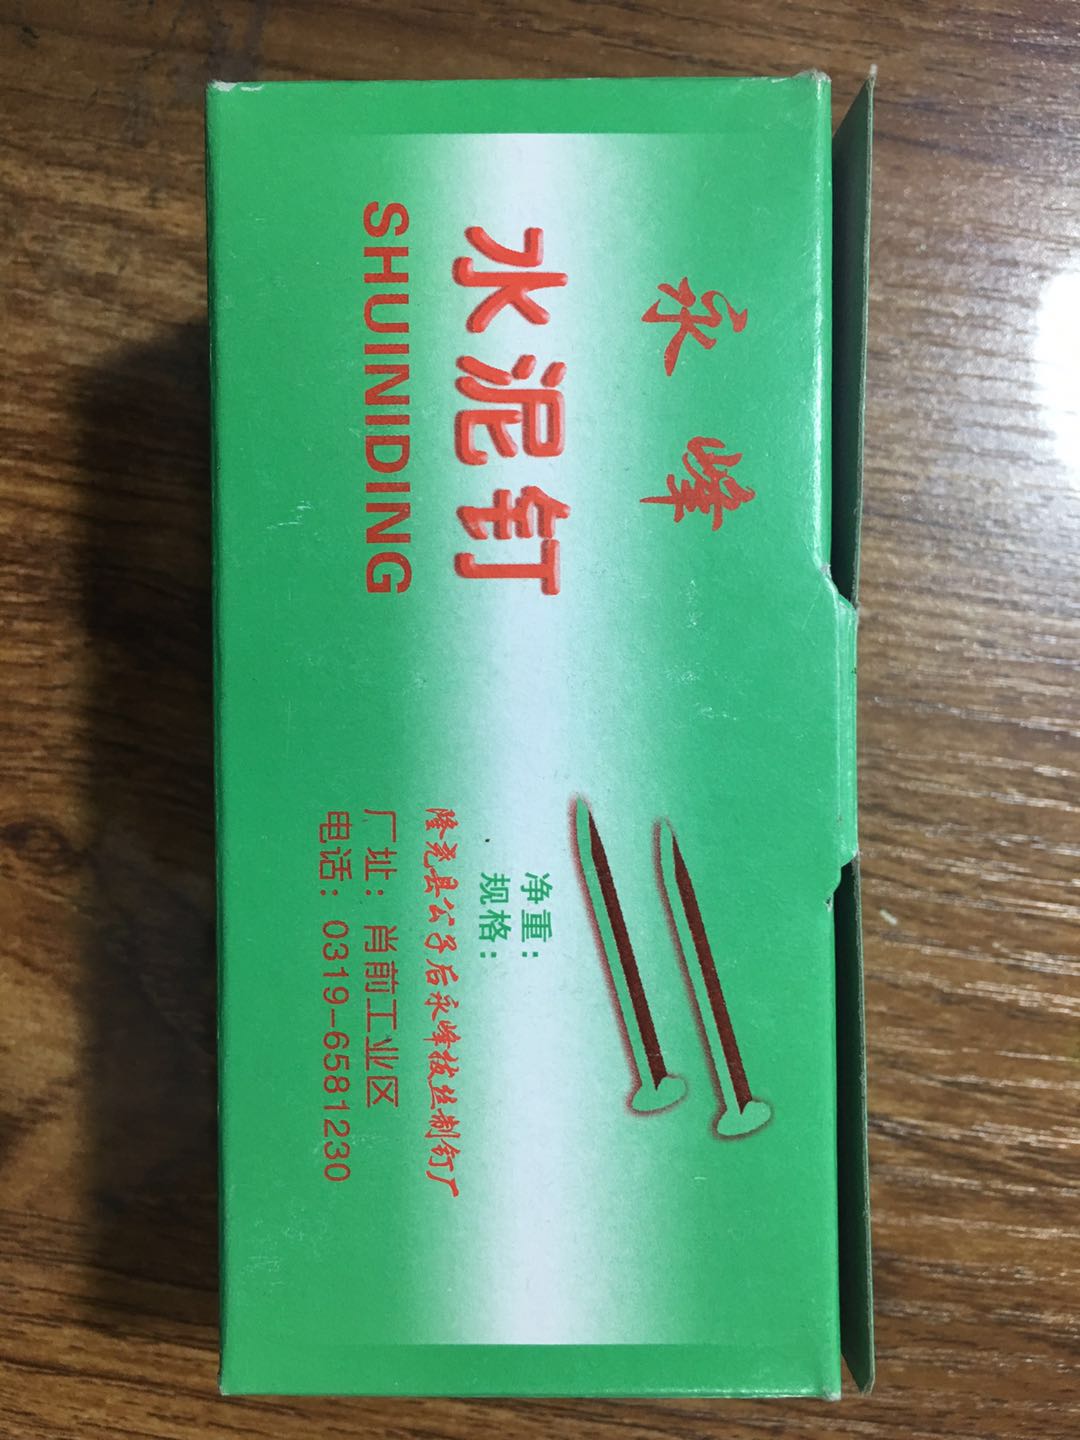 永峰
水泥钉
SHUINIDING
净重：
规格：
隆尧县公子后永峰拔丝制钉厂
厂址：肖前工业区
电话：0319-6581230